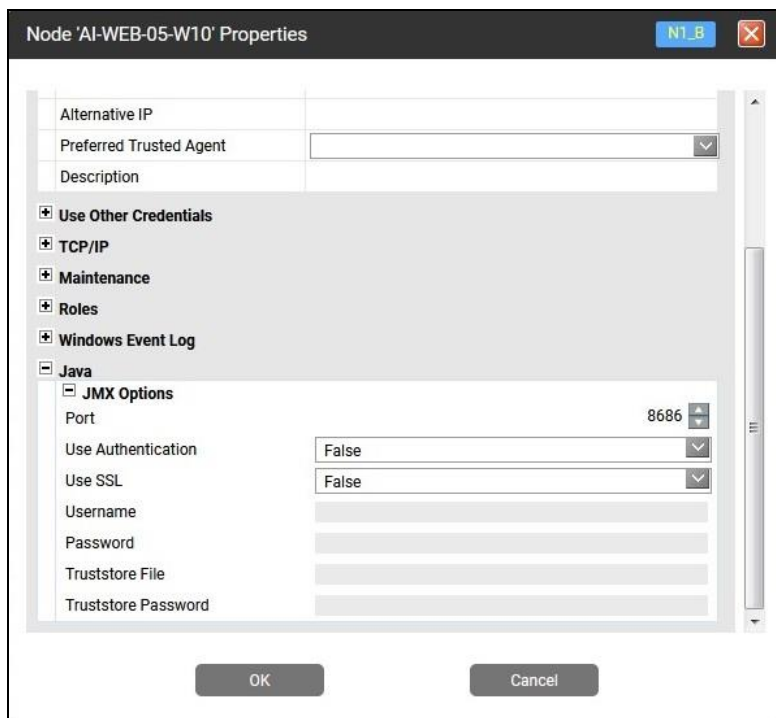 Node 'AI-WEB-05-W10' Properties N1_B
Alternative IP
Preferred Trusted Agent
Description
Use Other Credentials
TCP/IP
Maintenance
Roles
Windows Event Log
Java
JMX Options
Port 8686
Use Authentication False
Use SSL False
Username
Password
Truststore File
Truststore Password
OK Cancel